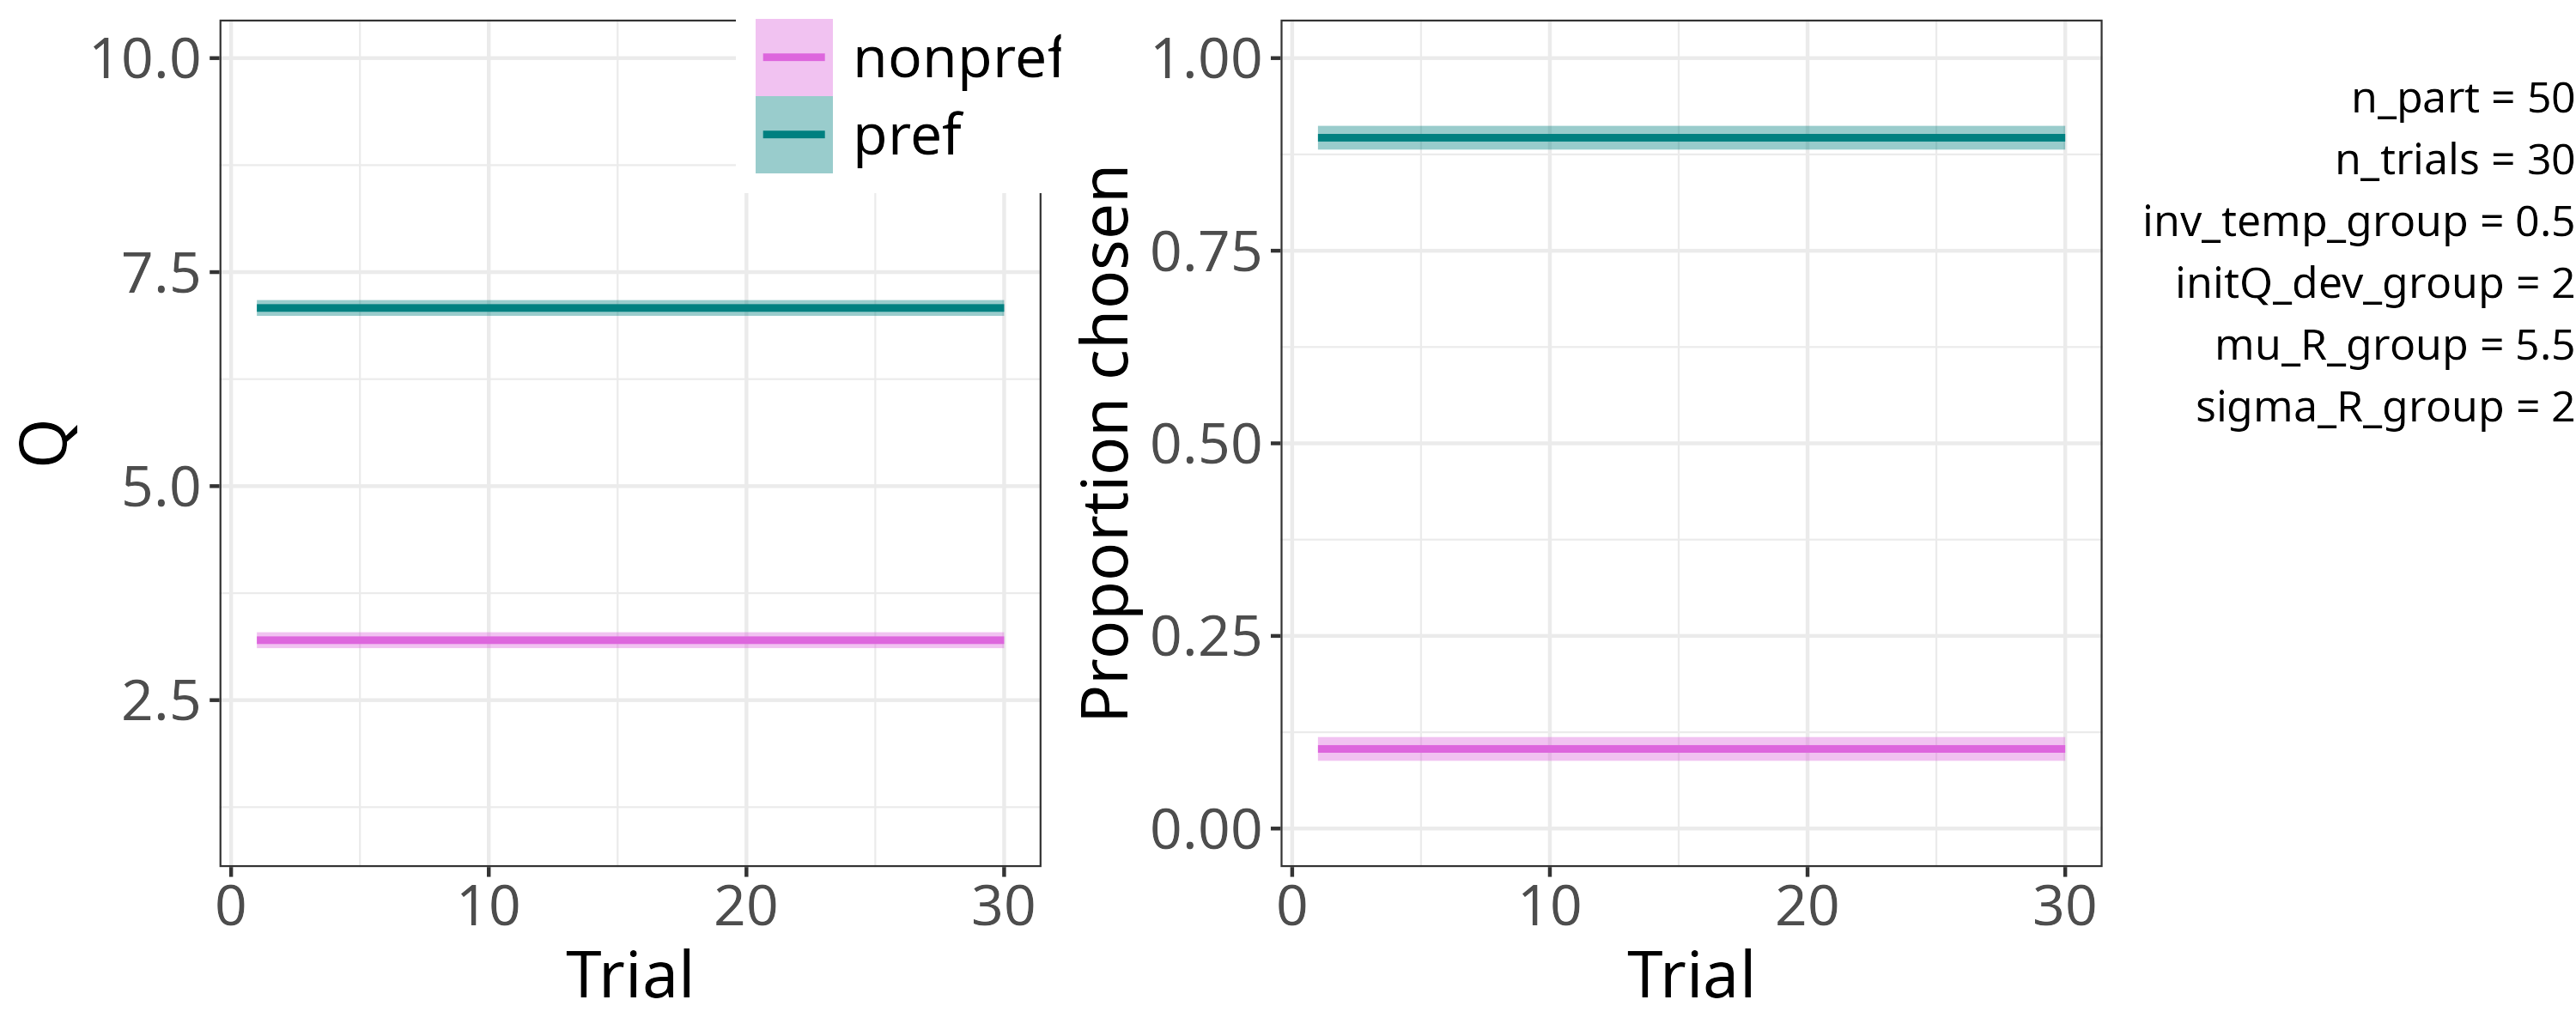 10.0
7.5
5.0
2.5
Q
0
10
20
30
Trial
nonpref
pref
1.00
0.75
0.50
0.25
0.00
Proportion chosen
0
10
20
30
Trial
n_part = 50
n_trials = 30
inv_temp_group = 0.5
initQ_dev_group = 2
mu_R_group = 5.5
sigma_R_group = 2